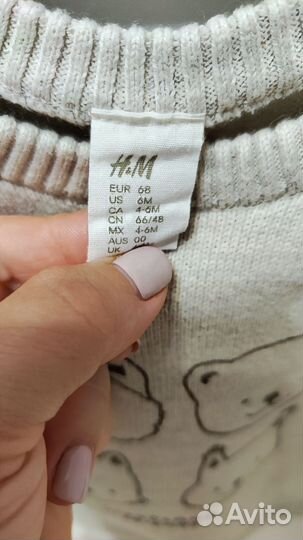 H&M
EUR 68
US 6M
CA 4-6M
CN 66/48
MX 4-6M
AUS 00
UK
Avito